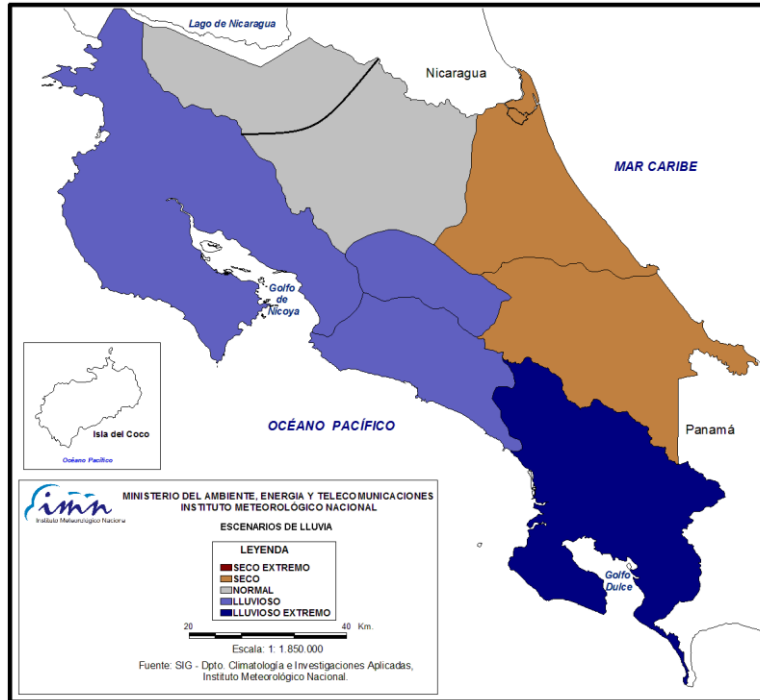 Lago de Nicaragua
Nicaragua
MAR CARIBE
Golfo
de
Nicoya
Isla del Coco
Océano Pacífico
OCÉANO PACÍFICO
Panamá
Golfo
Dulce
imn
Instituto Meteorológico Nacional
MINISTERIO DEL AMBIENTE, ENERGIA Y TELECOMUNICACIONES
INSTITUTO METEOROLÓGICO NACIONAL
ESCENARIOS DE LLUVIA
LEYENDA
SECO EXTREMO
SECO
NORMAL
LLUVIOSO
LLUVIOSO EXTREMO
20 40 Km.
Escala: 1: 1.850.000
Fuente: SIG - Dpto. Climatología e Investigaciones Aplicadas,
Instituto Meteorológico Nacional.